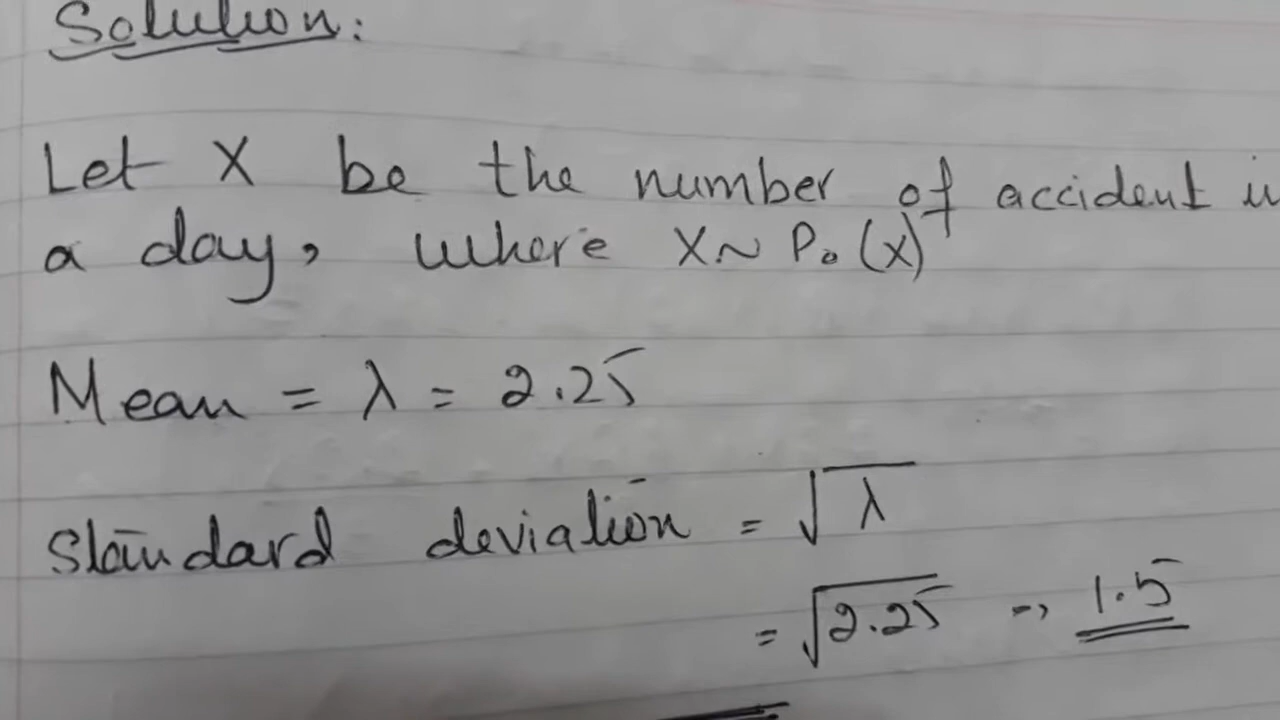 Solution:
Let X be the number of accident in
a day, where X~ Po (X)
Mean = λ = 2.25
Standard deviation = √λ
= √2.25 → 1.5